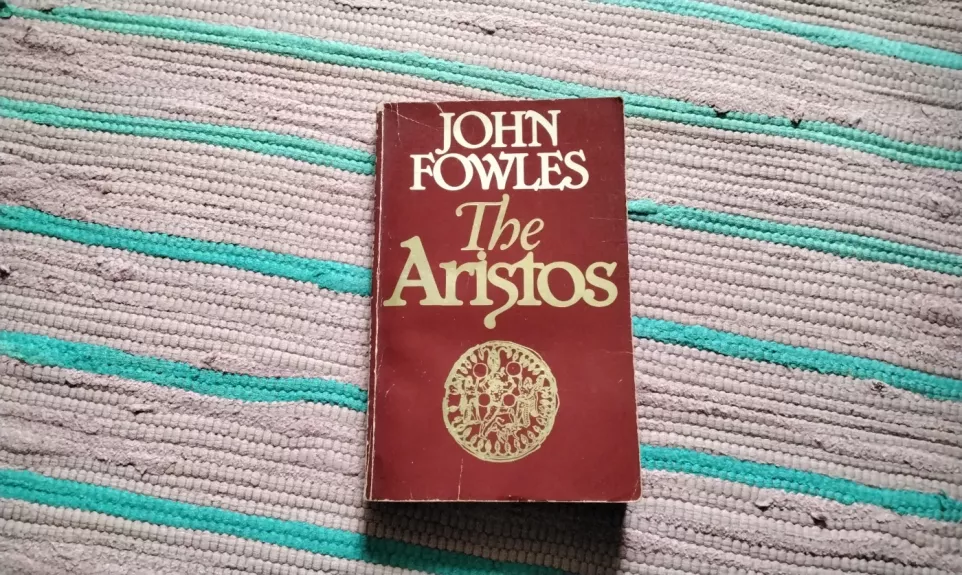 JOHN
FOWLES
The
Aristos